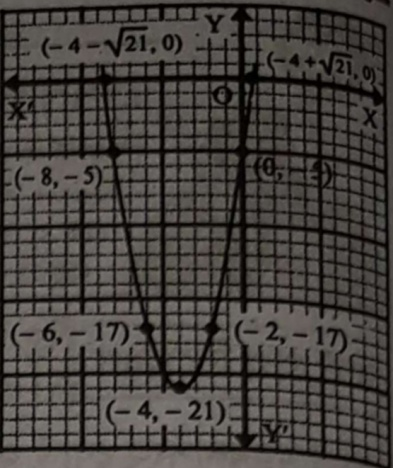 Y
(– 4 – √21, 0)
(– 4 + √21, 0)
X′
O
X
(– 8, – 5)
(0, – 5)
(– 6, – 17)
(– 2, – 17)
(– 4, – 21)
Y′